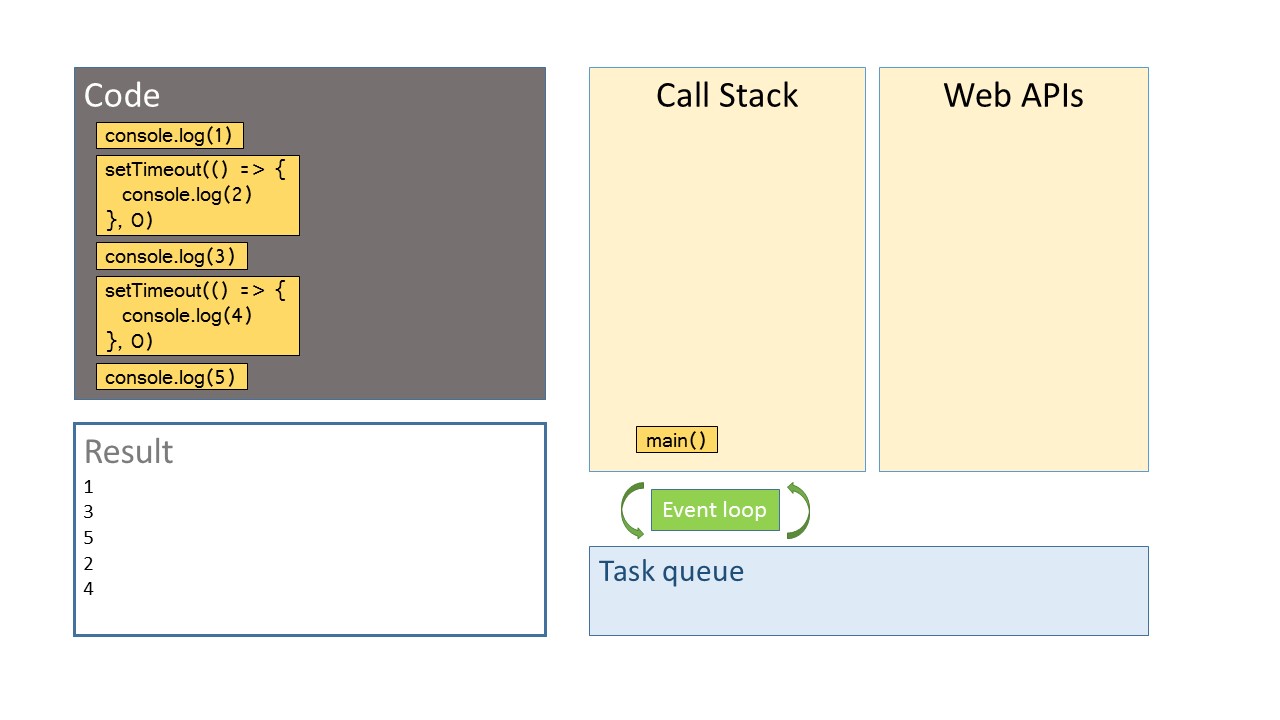 Code
console.log(1)
setTimeout(() => {
console.log(2)
}, 0)
console.log(3)
setTimeout(() => {
console.log(4)
}, 0)
console.log(5)
Result
1
3
5
2
4
Call Stack
main()
Web APIs
Event loop
Task queue